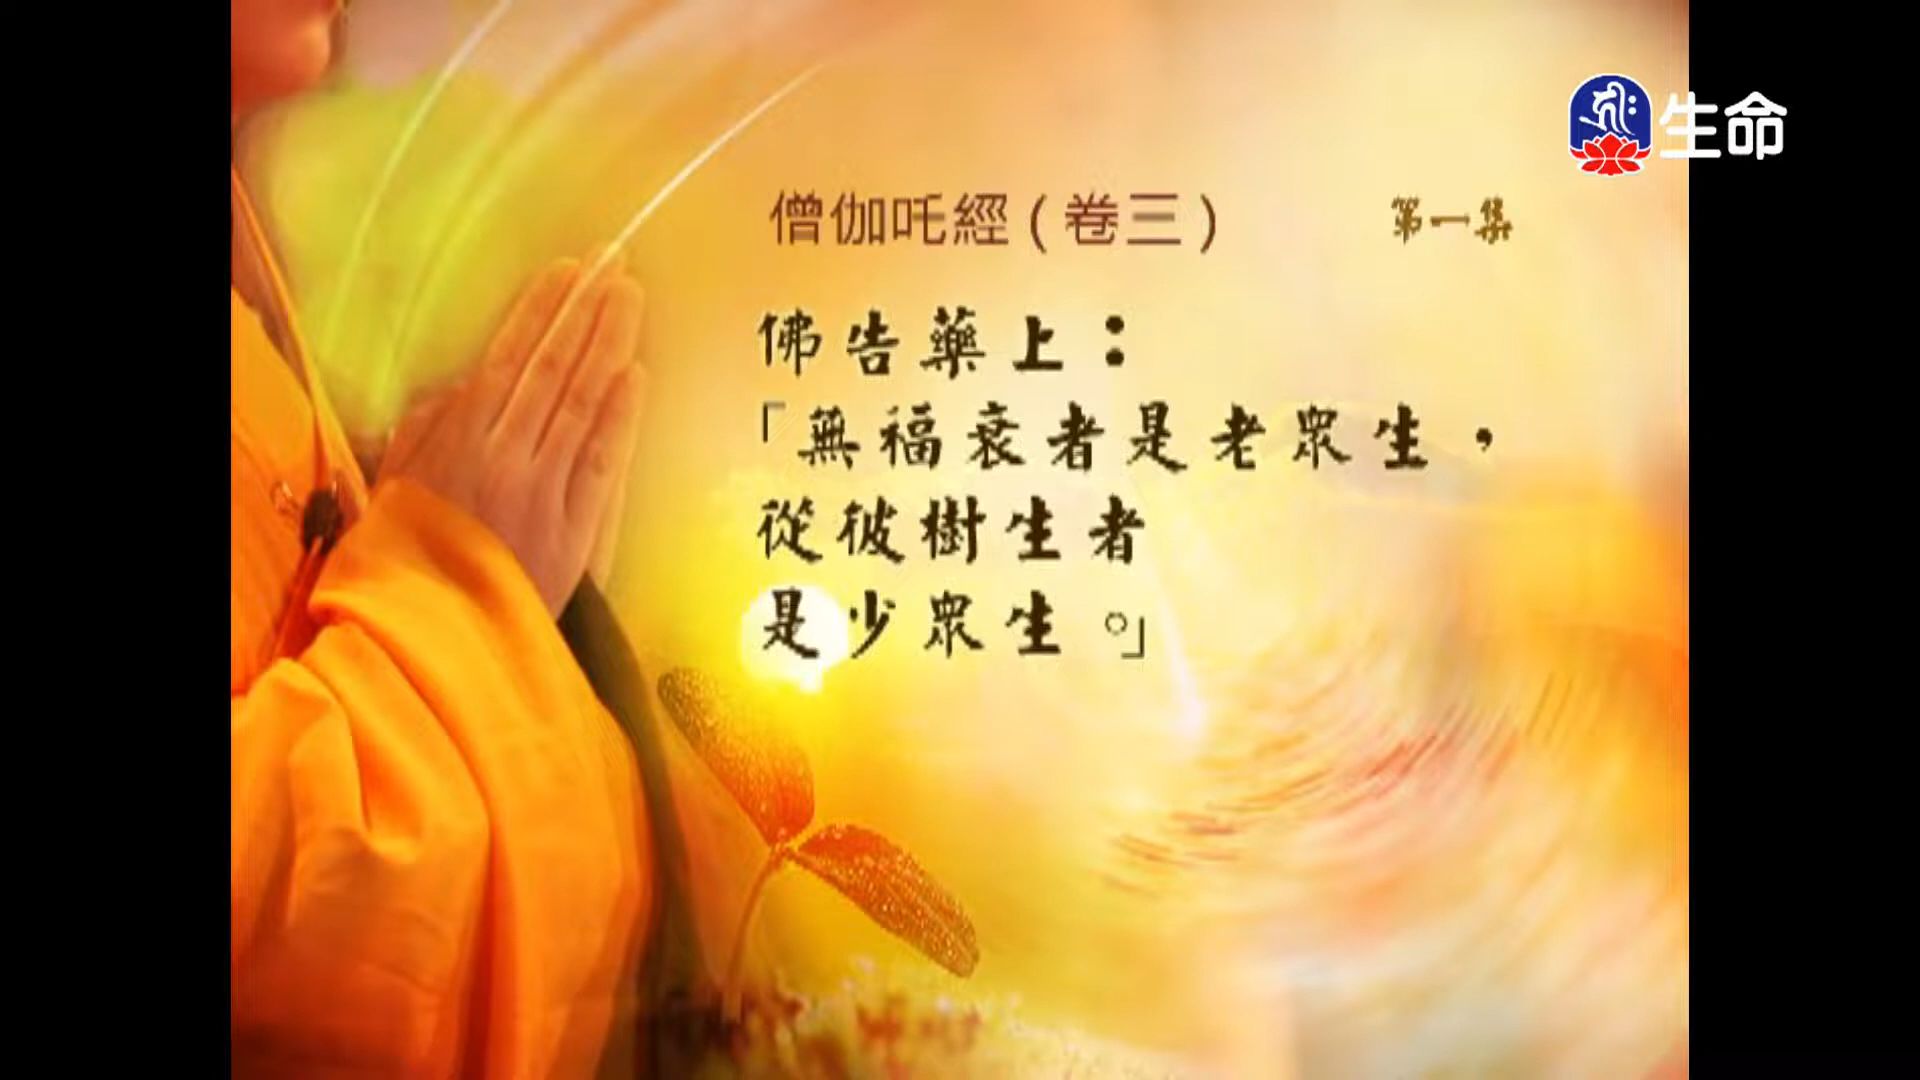 生命
僧伽吒經(卷三) 第一集
佛告藥上：
「無福衰者是老眾生，
從彼樹生者
是少眾生。」